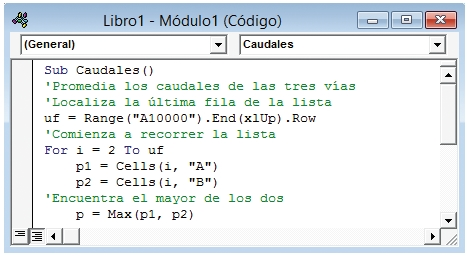 Libro1 - Módulo1 (Código)
(General) Caudales
Sub Caudales()
'Promedia los caudales de las tres vías
'Localiza la última fila de la lista
uf = Range("A10000").End(xlUp).Row
'Comienza a recorrer la lista
For i = 2 To uf
    p1 = Cells(i, "A")
    p2 = Cells(i, "B")
'Encuentra el mayor de los dos
    p = Max(p1, p2)